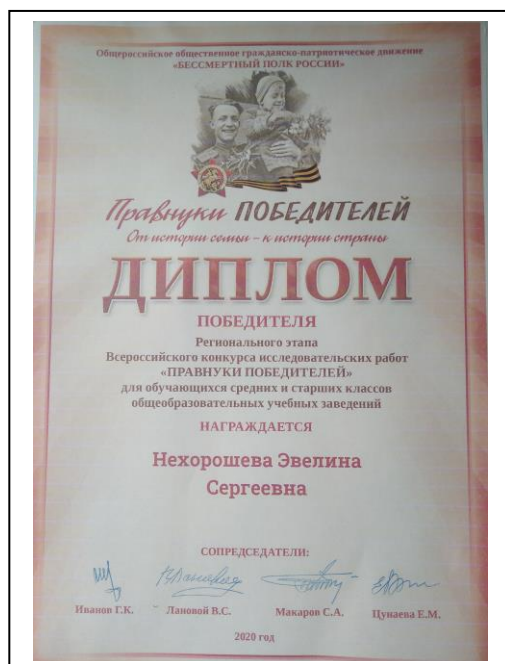 Общероссийское общественное гражданско-патриотическое движение
«БЕССМЕРТНЫЙ ПОЛК РОССИИ»
Правнуки ПОБЕДИТЕЛЕЙ
От истории семьи – к истории страны
ДИПЛОМ
ПОБЕДИТЕЛЯ
Регионального этапа
Всероссийского конкурса исследовательских работ
«ПРАВНУКИ ПОБЕДИТЕЛЕЙ»
для обучающихся средних и старших классов
общеобразовательных учебных заведений
НАГРАЖДАЕТСЯ
Нехорошева Эвелина
Сергеевна
СОПРЕДСЕДАТЕЛИ:
Иванов Г.К. Лановой В.С. Макаров С.А. Цунаева Е.М.
2020 год